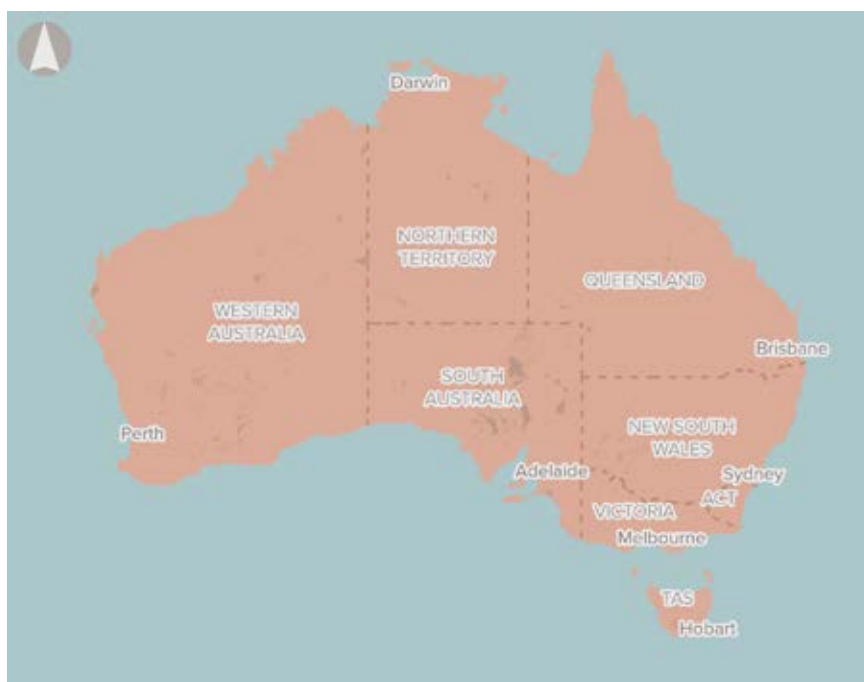 Darwin
NORTHERN
TERRITORY
QUEENSLAND
WESTERN
AUSTRALIA
Brisbane
SOUTH
AUSTRALIA
Perth
NEW SOUTH
WALES
Adelaide
Sydney
ACT
VICTORIA
Melbourne
TAS
Hobart